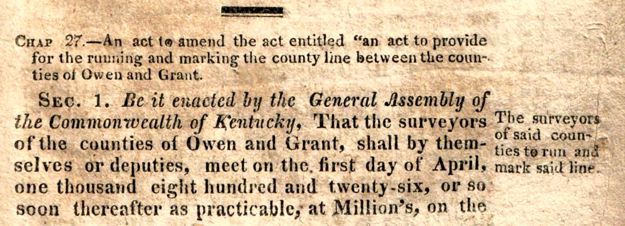 CHAP 27.—An act to amend the act entitled "an act to provide
for the running and marking the county line between the coun-
ties of Owen and Grant.
SEC. 1. Be it enacted by the General Assembly of
the Commonwealth of Kentucky, That the surveyors
of the counties of Owen and Grant, shall by them-
selves or deputies, meet on the first day of April,
one thousand eight hundred and twenty-six, or so
soon thereafter as practicable, at Million's, on the
The surveyors
of said coun-
ties to run and
mark said line.